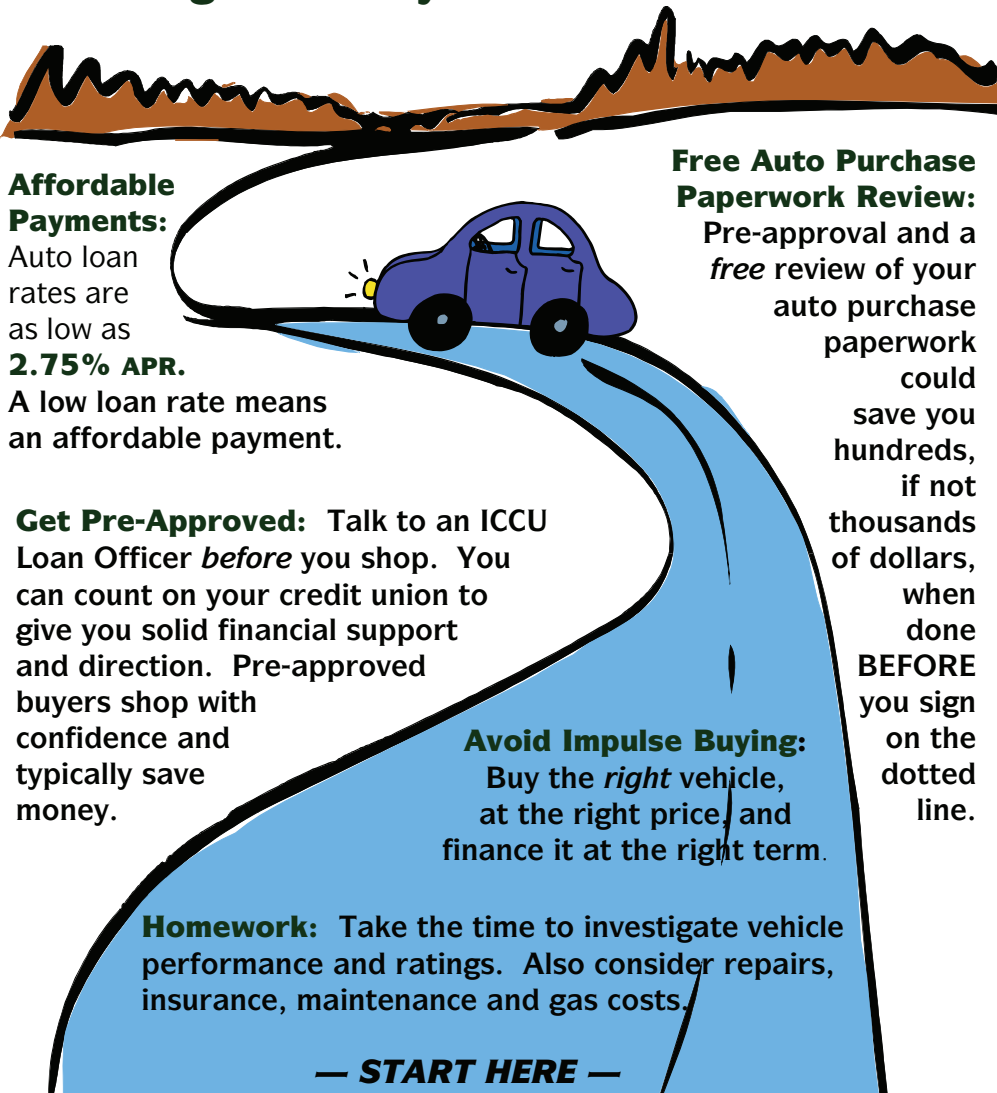 Affordable
Payments:
Auto loan
rates are
as low as
2.75% APR.
A low loan rate means
an affordable payment.
Free Auto Purchase
Paperwork Review:
Pre-approval and a
free review of your
auto purchase
paperwork
could
save you
hundreds,
if not
thousands
of dollars,
when
done
BEFORE
you sign
on the
dotted
line.
Get Pre-Approved: Talk to an ICCU
Loan Officer before you shop. You
can count on your credit union to
give you solid financial support
and direction. Pre-approved
buyers shop with
confidence and
typically save
money.
Avoid Impulse Buying:
Buy the right vehicle,
at the right price, and
finance it at the right term.
Homework: Take the time to investigate vehicle
performance and ratings. Also consider repairs,
insurance, maintenance and gas costs.
— START HERE —